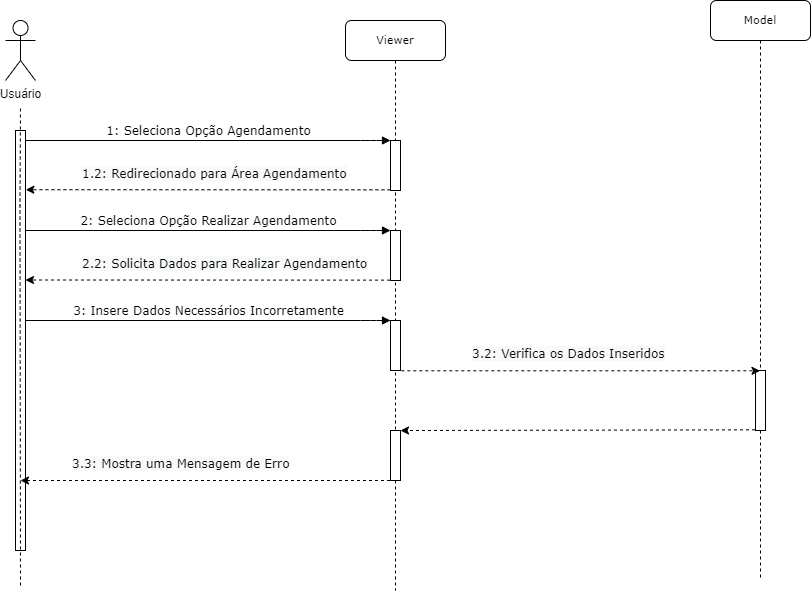 Model
Viewer
Usuário
1: Seleciona Opção Agendamento
1.2: Redirecionado para Área Agendamento
2: Seleciona Opção Realizar Agendamento
2.2: Solicita Dados para Realizar Agendamento
3: Insere Dados Necessários Incorretamente
3.2: Verifica os Dados Inseridos
3.3: Mostra uma Mensagem de Erro